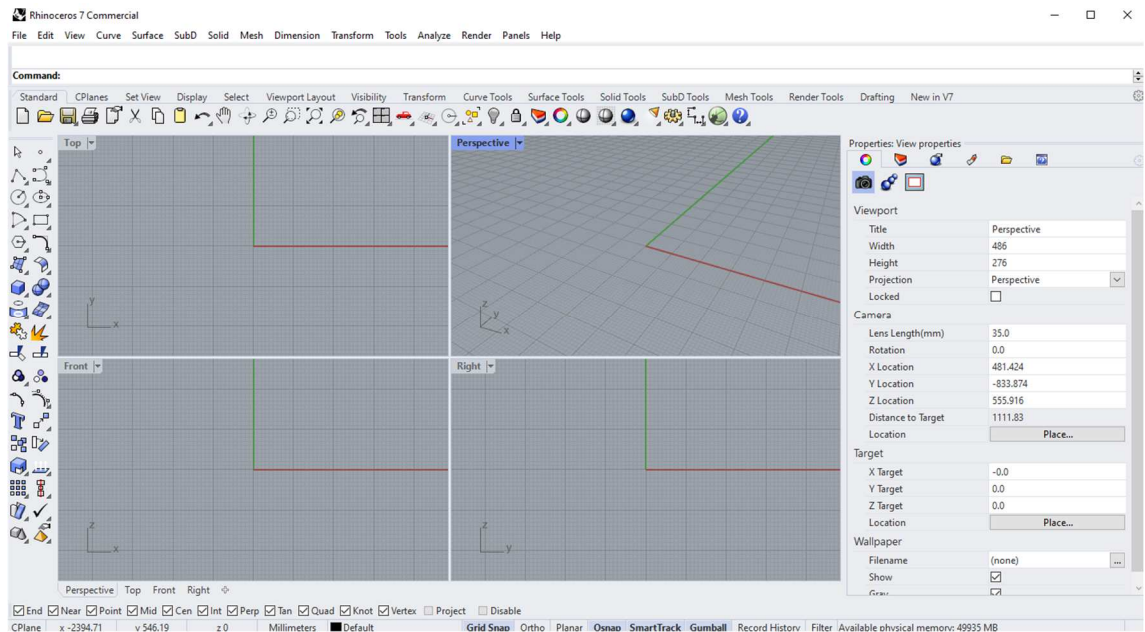 Rhinoceros 7 Commercial
File Edit View Curve Surface SubD Solid Mesh Dimension Transform Tools Analyze Render Panels Help
Command:
Standard CPlanes Set View Display Select Viewport Layout Visibility Transform Curve Tools Surface Tools Solid Tools SubD Tools Mesh Tools Render Tools Drafting New in V7
Top
Perspective
Properties: View properties
Viewport
Title Perspective
Width 486
Height 276
Projection Perspective
Locked
Camera
Lens Length(mm) 35.0
Rotation 0.0
X Location 481.424
Y Location -833.874
Z Location 555.916
Distance to Target 1111.83
Location Place...
Target
X Target -0.0
Y Target 0.0
Z Target 0.0
Location Place...
Wallpaper
Filename (none) ...
Show
Gray
y
x
z
y
x
Front
Right
z
x
z
y
Perspective Top Front Right
End Near Point Mid Cen Int Perp Tan Quad Knot Vertex Project Disable
CPlane x -2394.71 y 546.19 z 0 Millimeters Default Grid Snap Ortho Planar Osnap SmartTrack Gumball Record History Filter Available physical memory: 49935 MB